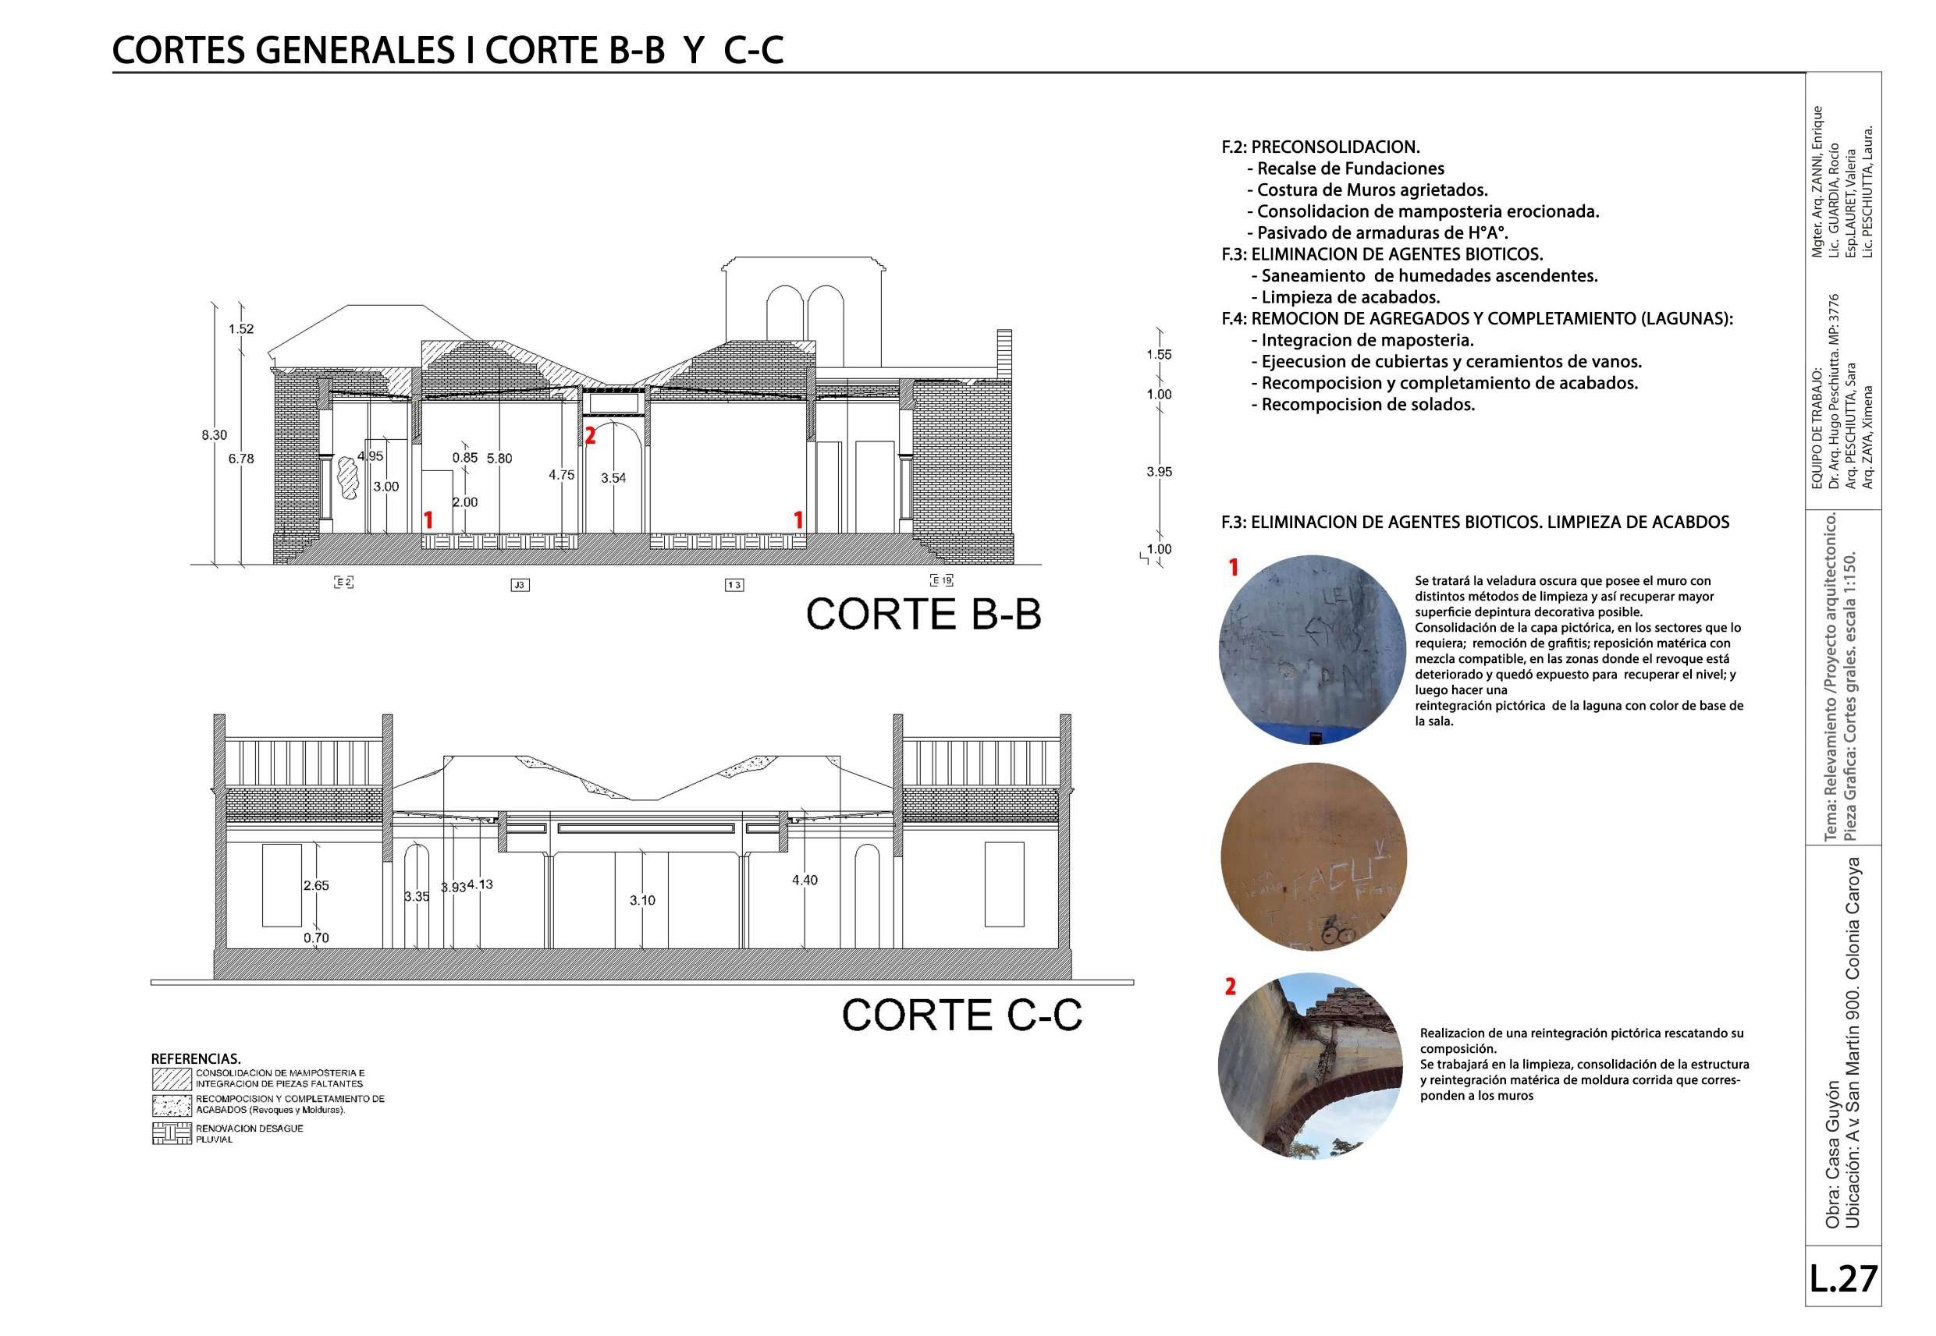 CORTES GENERALES I CORTE B-B Y C-C
F.2: PRECONSOLIDACION.
- Recalse de Fundaciones
- Costura de Muros agrietados.
- Consolidacion de mamposteria erocionada.
- Pasivado de armaduras de H°A°.
F.3: ELIMINACION DE AGENTES BIOTICOS.
- Saneamiento de humedades ascendentes.
- Limpieza de acabados.
F.4: REMOCION DE AGREGADOS Y COMPLETAMIENTO (LAGUNAS):
- Integracion de maposteria.
- Ejeecusion de cubiertas y ceramientos de vanos.
- Recompocision y completamiento de acabados.
- Recompocision de solados.
1.52
8.30
6.78
4.95
3.00
0.85
5.80
2.00
4.75
2
3.54
1
1
1.55
1.00
3.95
1.00
E 2
J3
1 3
E 19
CORTE B-B
F.3: ELIMINACION DE AGENTES BIOTICOS. LIMPIEZA DE ACABDOS
1
Se tratará la veladura oscura que posee el muro con
distintos métodos de limpieza y así recuperar mayor
superficie depintura decorativa posible.
Consolidación de la capa pictórica, en los sectores que lo
requiera; remoción de grafitis; reposición matérica con
mezcla compatible, en las zonas donde el revoque está
deteriorado y quedó expuesto para recuperar el nivel; y
luego hacer una
reintegración pictórica de la laguna con color de base de
la sala.
FACU
2.65
0.70
3.35
3.93
4.13
3.10
4.40
CORTE C-C
2
Realizacion de una reintegración pictórica rescatando su
composición.
Se trabajará en la limpieza, consolidación de la estructura
y reintegración matérica de moldura corrida que corres-
ponden a los muros
REFERENCIAS.
CONSOLIDACION DE MAMPOSTERIA E
INTEGRACION DE PIEZAS FALTANTES
RECOMPOCISION Y COMPLETAMIENTO DE
ACABADOS (Revoques y Molduras).
RENOVACION DESAGUE
PLUVIAL
Mgter. Arq. ZANNI, Enrique
Lic. GUARDIA, Rocío
Esp.LAURET, Valeria
Lic. PESCHIUTTA, Laura.
EQUIPO DE TRABAJO:
Dr. Arq. Hugo Peschiutta. MP: 3776
Arq. PESCHIUTTA, Sara
Arq. ZAYA, Ximena
Tema: Relevamiento /Proyecto arquitectonico.
Pieza Grafica: Cortes grales. escala 1:150.
Obra: Casa Guyón
Ubicación: Av. San Martín 900. Colonia Caroya
L.27